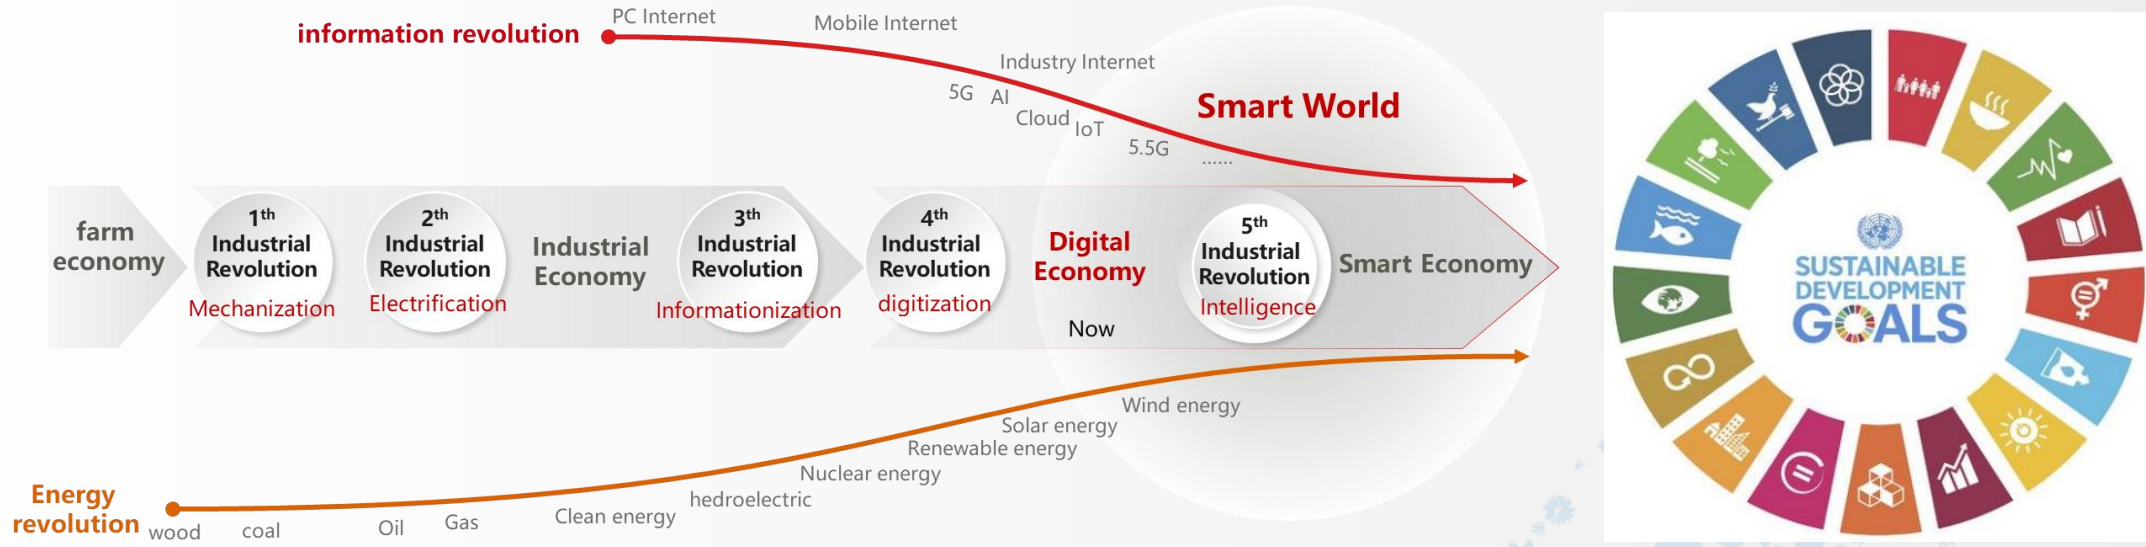 information revolution
PC Internet
Mobile Internet
Industry Internet
5G
AI
Cloud
IoT
5.5G
......
Smart World
farm
economy
1th
Industrial
Revolution
Mechanization
2th
Industrial
Revolution
Electrification
Industrial
Economy
3th
Industrial
Revolution
Informationization
4th
Industrial
Revolution
digitization
Digital
Economy
Now
5th
Industrial
Revolution
Intelligence
Smart Economy
Energy
revolution
wood
coal
Oil
Gas
Clean energy
hedroelectric
Nuclear energy
Renewable energy
Solar energy
Wind energy
SUSTAINABLE
DEVELOPMENT
GOALS